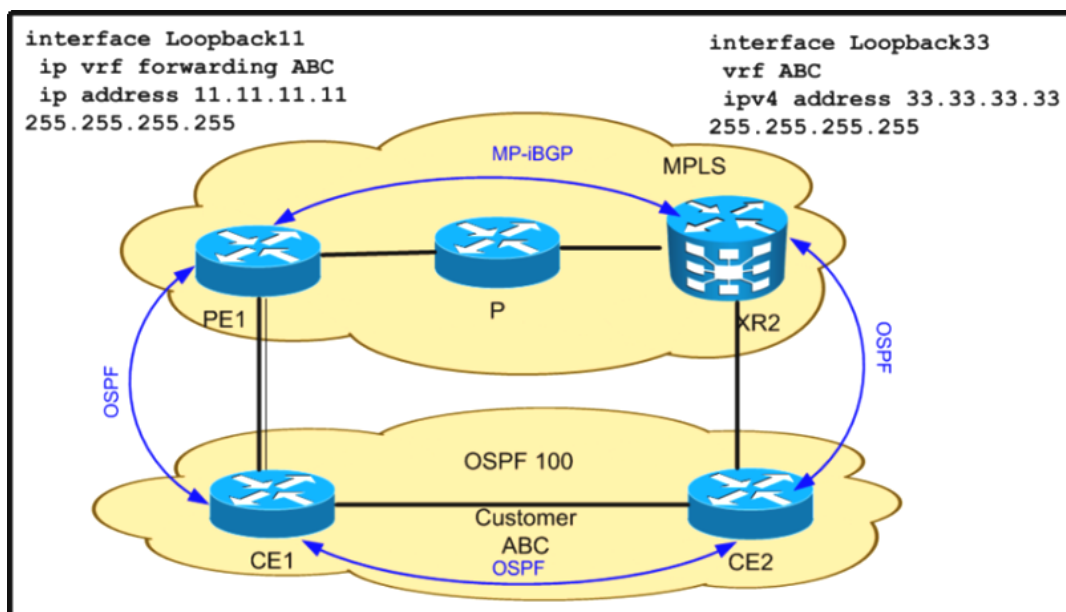 interface Loopback11
ip vrf forwarding ABC
ip address 11.11.11.11
255.255.255.255
interface Loopback33
vrf ABC
ipv4 address 33.33.33.33
255.255.255.255
MP-iBGP
MPLS
PE1
P
XR2
OSPF
OSPF
OSPF 100
Customer
ABC
OSPF
CE1
CE2